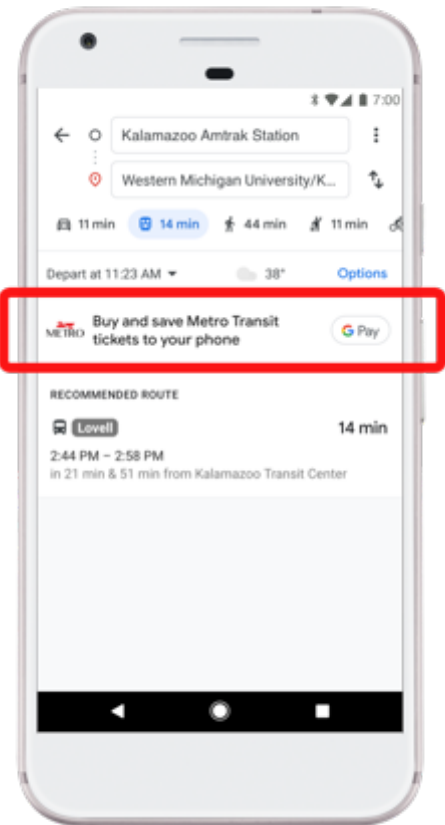 7:00
Kalamazoo Amtrak Station
Western Michigan University/K...
11 min 14 min 44 min 11 min
Depart at 11:23 AM 38° Options
METRO
Buy and save Metro Transit
tickets to your phone
G Pay
RECOMMENDED ROUTE
Lovell 14 min
2:44 PM – 2:58 PM
in 21 min & 51 min from Kalamazoo Transit Center